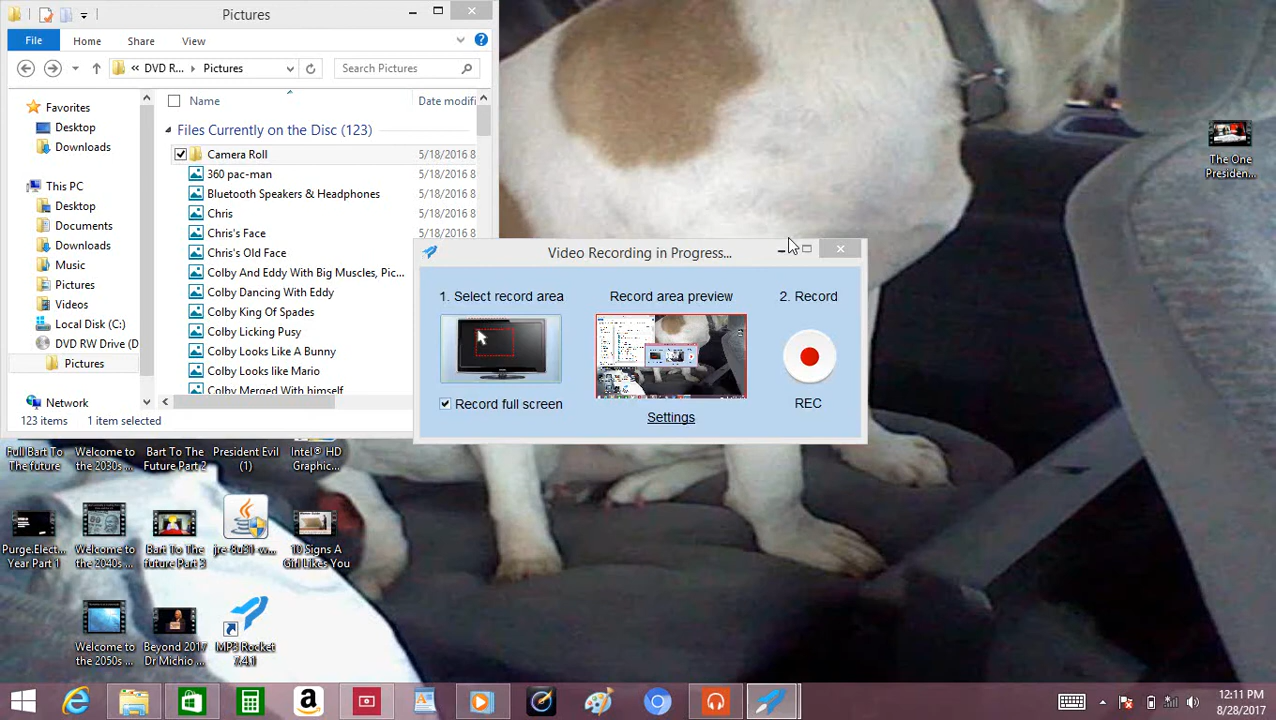 Pictures
File Home Share View
« DVD R... Pictures Search Pictures
Name Date modifi
Favorites
Desktop
Downloads
This PC
Desktop
Documents
Downloads
Music
Pictures
Videos
Local Disk (C:)
DVD RW Drive (D
Pictures
Network
Files Currently on the Disc (123)
Camera Roll 5/18/2016 8
360 pac-man 5/18/2016 8
Bluetooth Speakers & Headphones 5/18/2016 8
Chris 5/18/2016 8
Chris's Face 5/18/2016 8
Chris's Old Face
Colby And Eddy With Big Muscles, Pic...
Colby Dancing With Eddy
Colby King Of Spades
Colby Licking Pusy
Colby Looks Like A Bunny
Colby Looks like Mario
Colby Merged With himself
123 items 1 item selected
Video Recording in Progress...
1. Select record area
Record area preview
2. Record
Record full screen
Settings
REC
The One
Presiden...
Full Bart To
The future
Welcome to
the 2030s ...
Bart To The
Future Part 2
President Evil
(1)
Intel® HD
Graphic...
Purge.Elect...
Year Part 1
Welcome to
the 2040s ...
Bart To The
future Part 3
jre-8u31-w...
10 Signs A
Girl Likes You
Welcome to
the 2050s ...
Beyond 2017
Dr Michio ...
MP3 Rocket
7.4.1
12:11 PM
8/28/2017